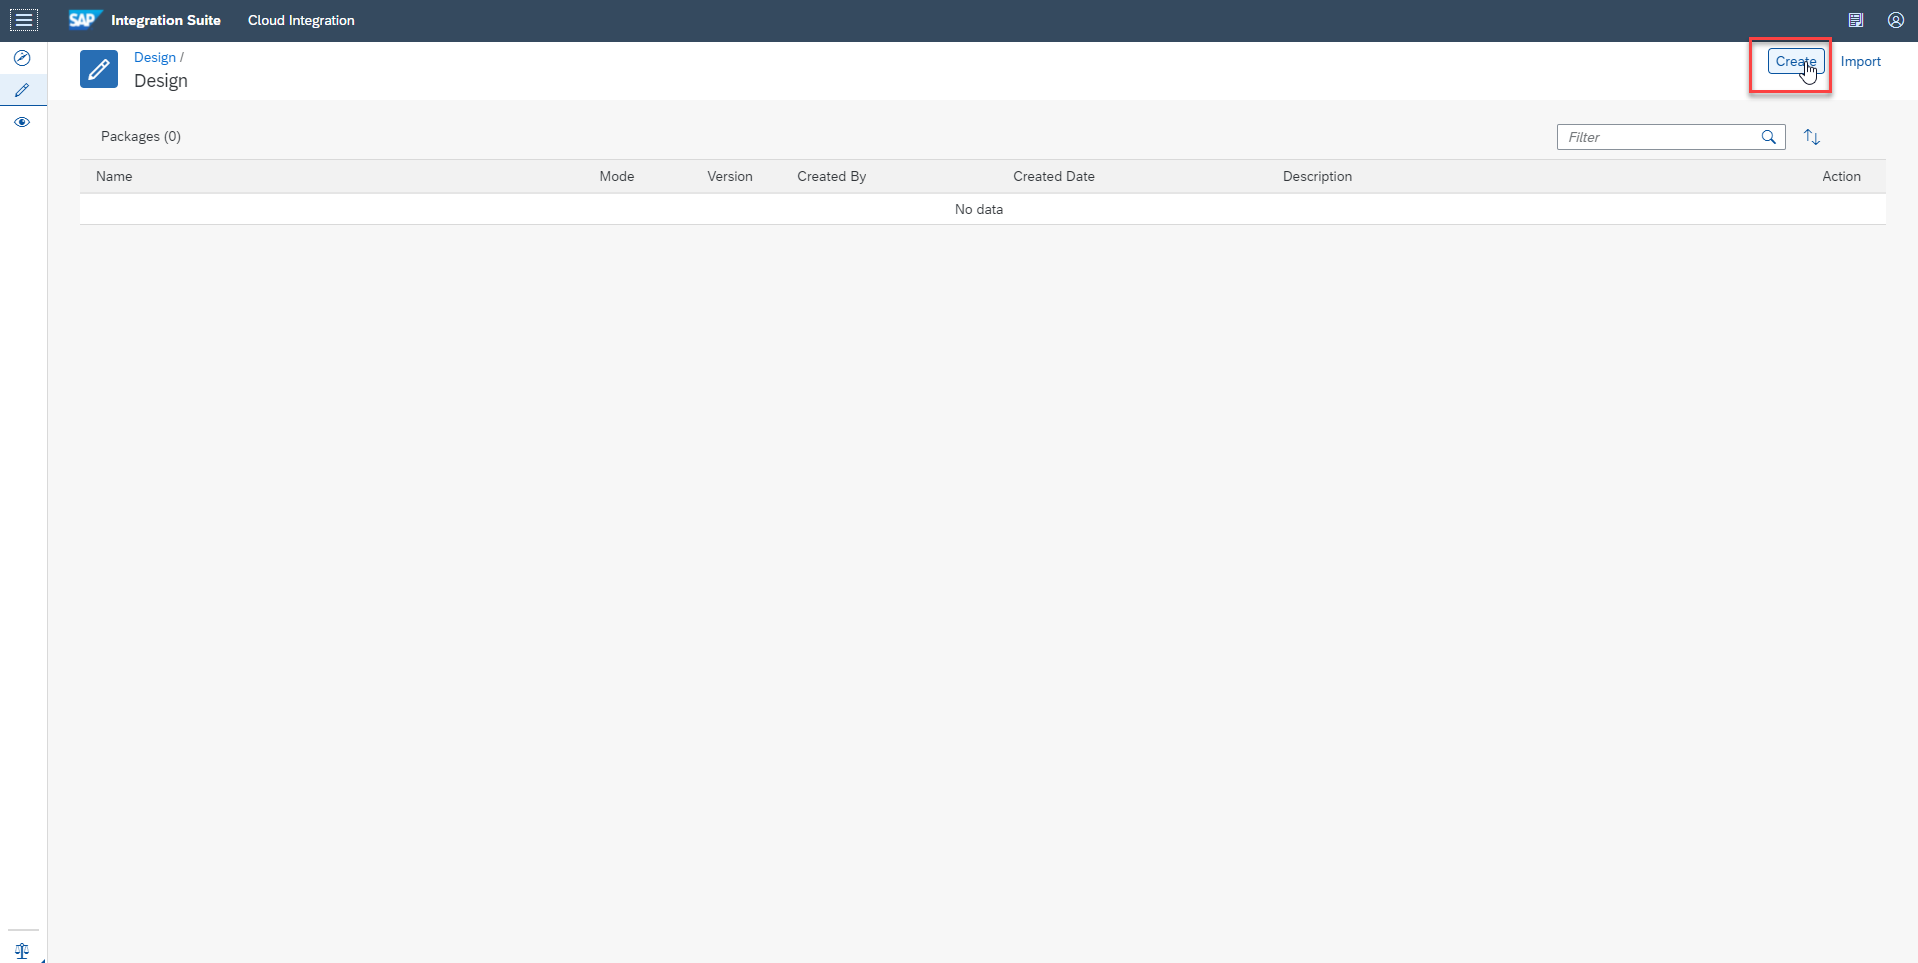 SAP Integration Suite Cloud Integration
Design /
Design
Create Import
Packages (0)
Filter
Name Mode Version Created By Created Date Description Action
No data